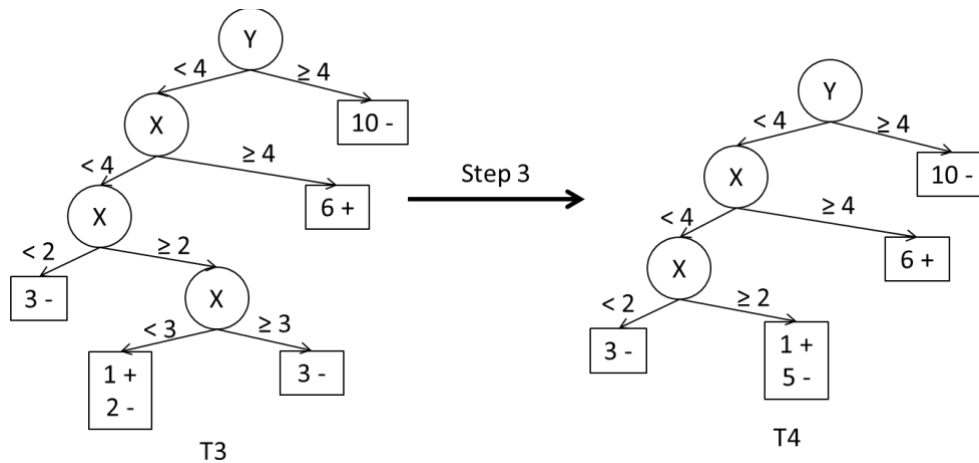 Y
< 4
≥ 4
X
10 -
< 4
≥ 4
X
6 +
< 2
≥ 2
3 -
X
< 3
≥ 3
1 +
2 -
3 -
T3
Step 3
Y
< 4
≥ 4
X
10 -
< 4
≥ 4
X
6 +
< 2
≥ 2
3 -
1 +
5 -
T4